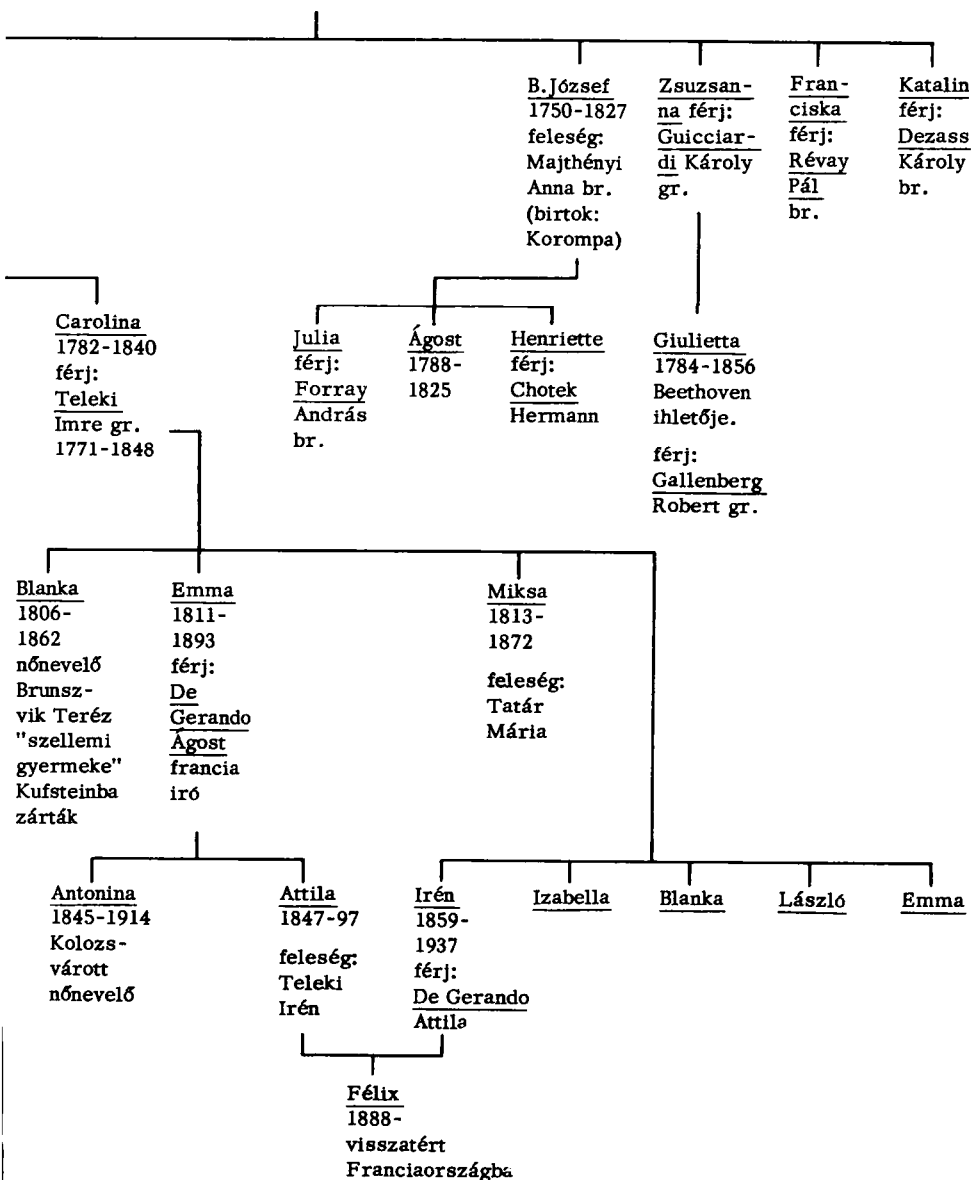 B.József
1750-1827
feleség:
Majthényi
Anna br.
(birtok:
Korompa)
Zsuzsan-
na férj:
Guicciar-
di Károly
gr.
Fran-
ciska
férj:
Révay
Pál
br.
Katalin
férj:
Dezass
Károly
br.
Carolina
1782-1840
férj:
Teleki
Imre gr.
1771-1848
Julia
férj:
Forray
András
br.
Ágost
1788-
1825
Henriette
férj:
Chotek
Hermann
Giulietta
1784-1856
Beethoven
ihletője.
férj:
Gallenberg
Robert gr.
Blanka
1806-
1862
nőnevelő
Brunsz-
vik Teréz
"szellemi
gyermeke"
Kufsteinba
zárták
Emma
1811-
1893
férj:
De
Gerando
Ágost
francia
iró
Miksa
1813-
1872
feleség:
Tatár
Mária
Antonina
1845-1914
Kolozs-
várott
nőnevelő
Attila
1847-97
feleség:
Teleki
Irén
Irén
1859-
1937
férj:
De Gerando
Attila
Izabella
Blanka
László
Emma
Félix
1888-
visszatért
Franciaországba